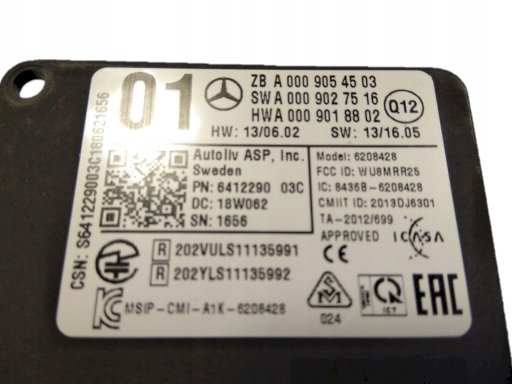 01
ZB A 000 905 45 03
SW A 000 902 75 16
HW A 000 901 88 02
Q12
HW: 13/06.02 SW: 13/16.05
CSN: S641229003C180621656
Autoliv ASP, Inc.
Sweden
PN: 6412290 03C
DC: 18W062
SN: 1656
Model: 6208428
FCC ID: WU8MRR25
IC: 8436B-6208428
CMIIT ID: 2013DJ6301
TA-2012/699
APPROVED ICASA
R 202VULS11135991
R 202YLS11135992
CE
MSIP-CMI-A1K-6208428
024
IST
EAC